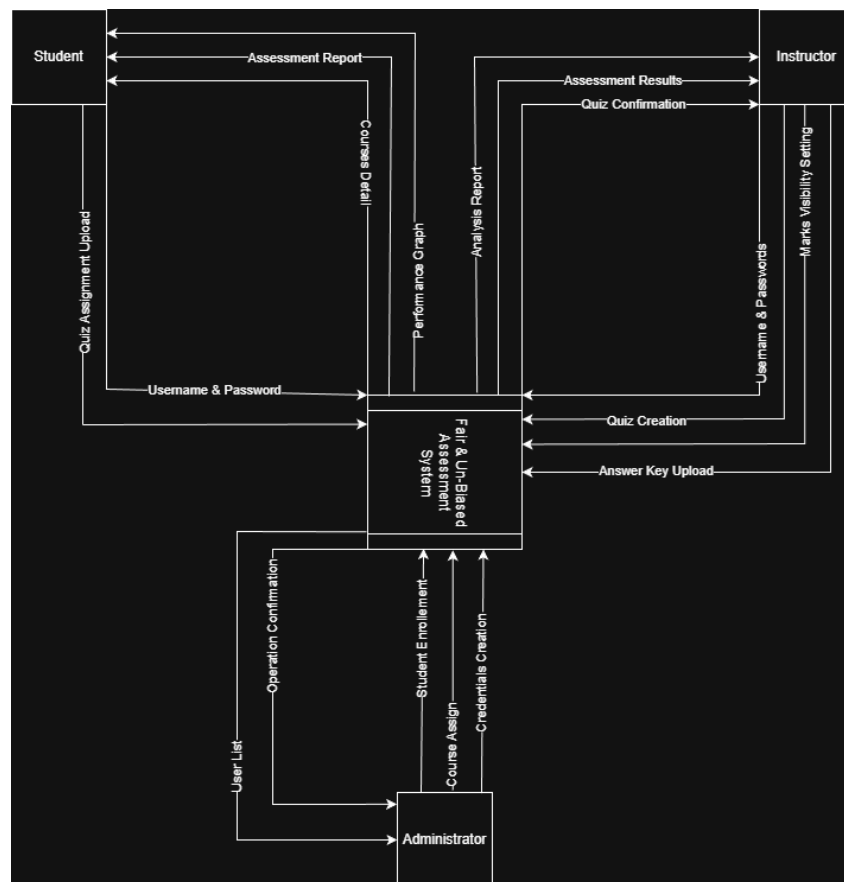 Student
Instructor
Assessment Report
Assessment Results
Quiz Confirmation
Courses Detail
Performance Graph
Analysis Report
Marks Visibility Setting
Quiz Assignment Upload
Username & Passwords
Username & Password
Quiz Creation
Answer Key Upload
Fair & Un-Biased
Assessment
System
Operation Confirmation
User List
Student Enrollement
Course Assign
Credentials Creation
Administrator